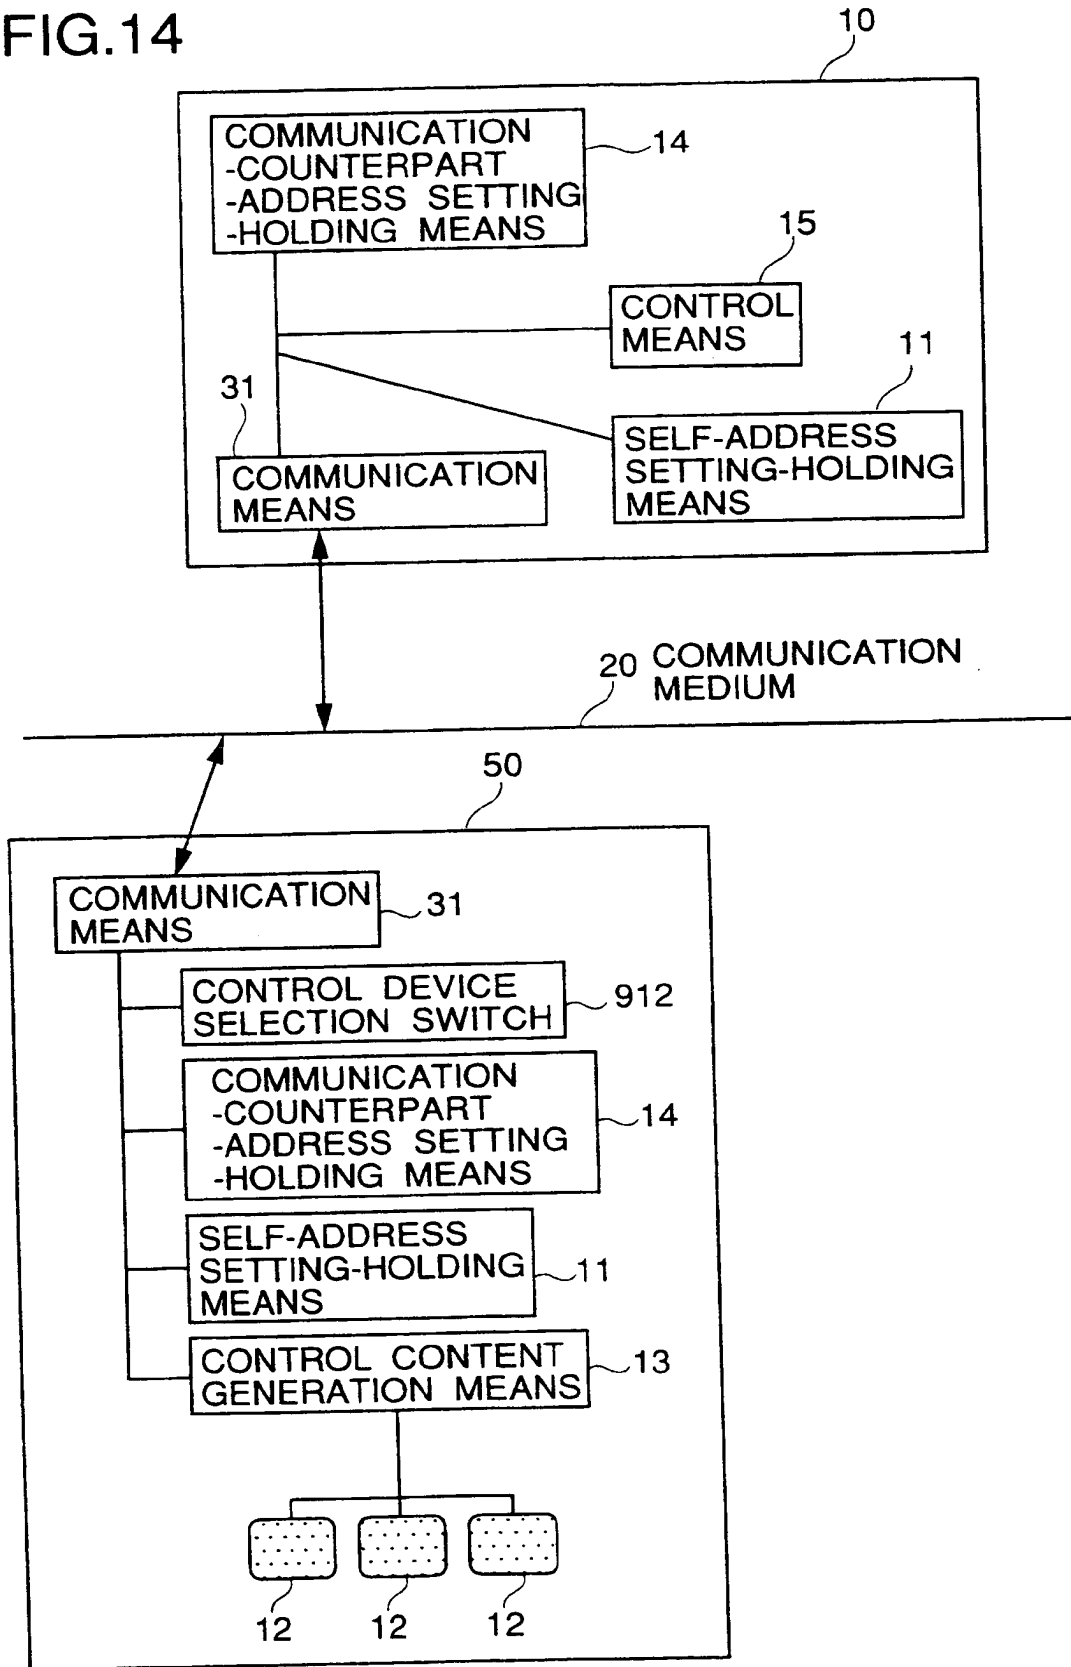 FIG.14
10
COMMUNICATION
-COUNTERPART
-ADDRESS SETTING
-HOLDING MEANS
14
15
CONTROL
MEANS
11
SELF-ADDRESS
SETTING-HOLDING
MEANS
31
COMMUNICATION
MEANS
20 COMMUNICATION
MEDIUM
50
COMMUNICATION
MEANS
31
CONTROL DEVICE
SELECTION SWITCH
912
COMMUNICATION
-COUNTERPART
-ADDRESS SETTING
-HOLDING MEANS
14
SELF-ADDRESS
SETTING-HOLDING
MEANS
11
CONTROL CONTENT
GENERATION MEANS
13
12 12 12